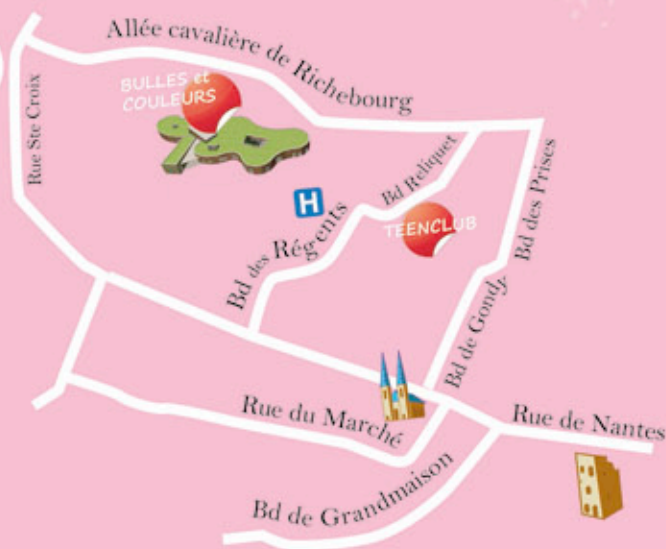 Allée cavalière de Richebourg
BULLES et
COULEURS
Rue Ste Croix
H
Bd Reliquet
Bd des Prises
TEENCLUB
Bd des Régents
Bd de Gondy
Rue du Marché
Rue de Nantes
Bd de Grandmaison